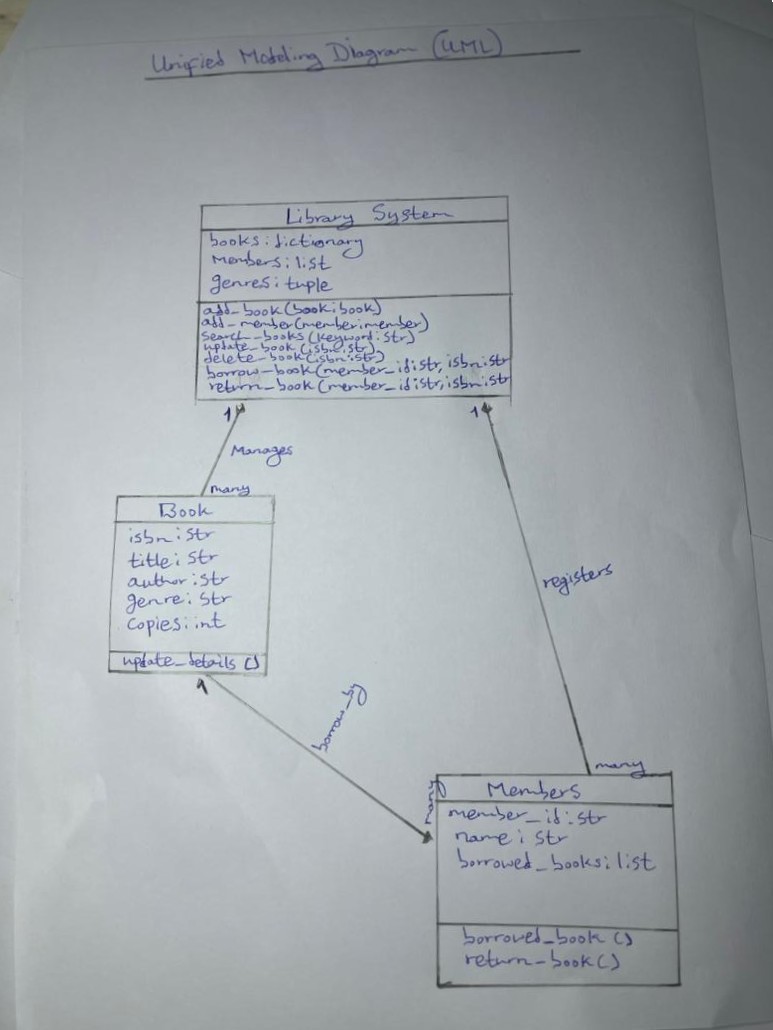 Unified Modeling Diagram (UML)
Library System
books: dictionary
Members: list
genres: tuple
add_book(book:book)
add_member(member:member)
search_books(keyword:str)
update_book(isbn:str)
delete_book(isbn:str)
borrow_book(member_id:str, isbn:str
return_book(member_id:str, isbn:str
1
1
Manages
many
Book
isbn: str
title: str
author: str
genre: str
copies: int
update_details()
registers
1
borrow_by
many
many
Members
member_id: str
name: str
borrowed_books: list
borrowed_book()
return_book()